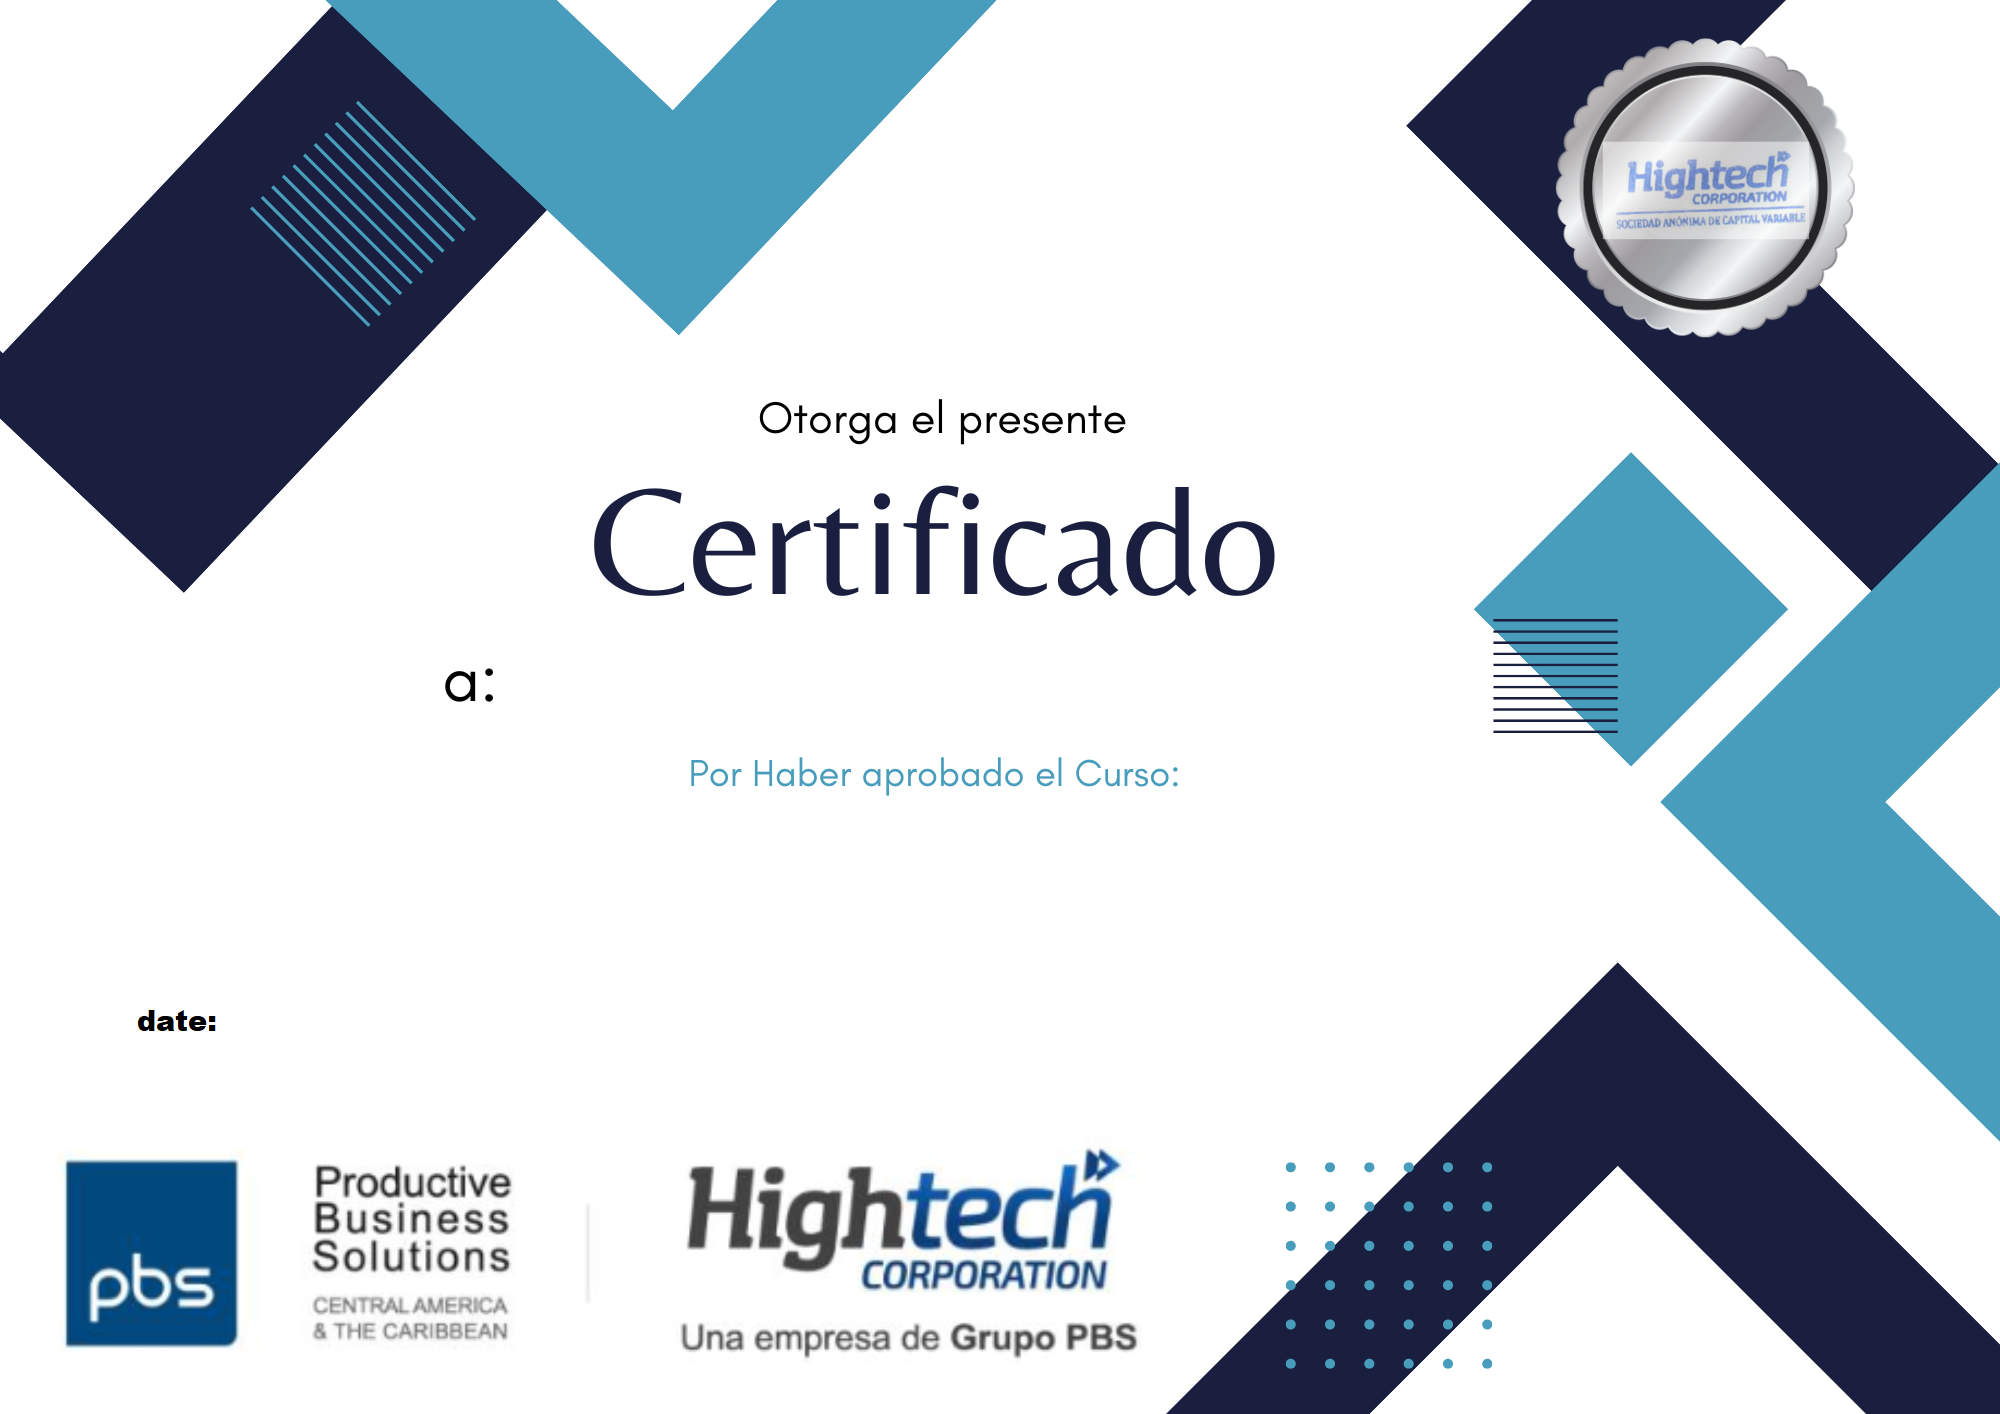 Hightech
CORPORATION
SOCIEDAD ANÓNIMA DE CAPITAL VARIABLE
Otorga el presente
Certificado
a:
Por Haber aprobado el Curso:
date:
pbs
Productive
Business
Solutions
CENTRAL AMERICA
& THE CARIBBEAN
Hightech
CORPORATION
Una empresa de Grupo PBS